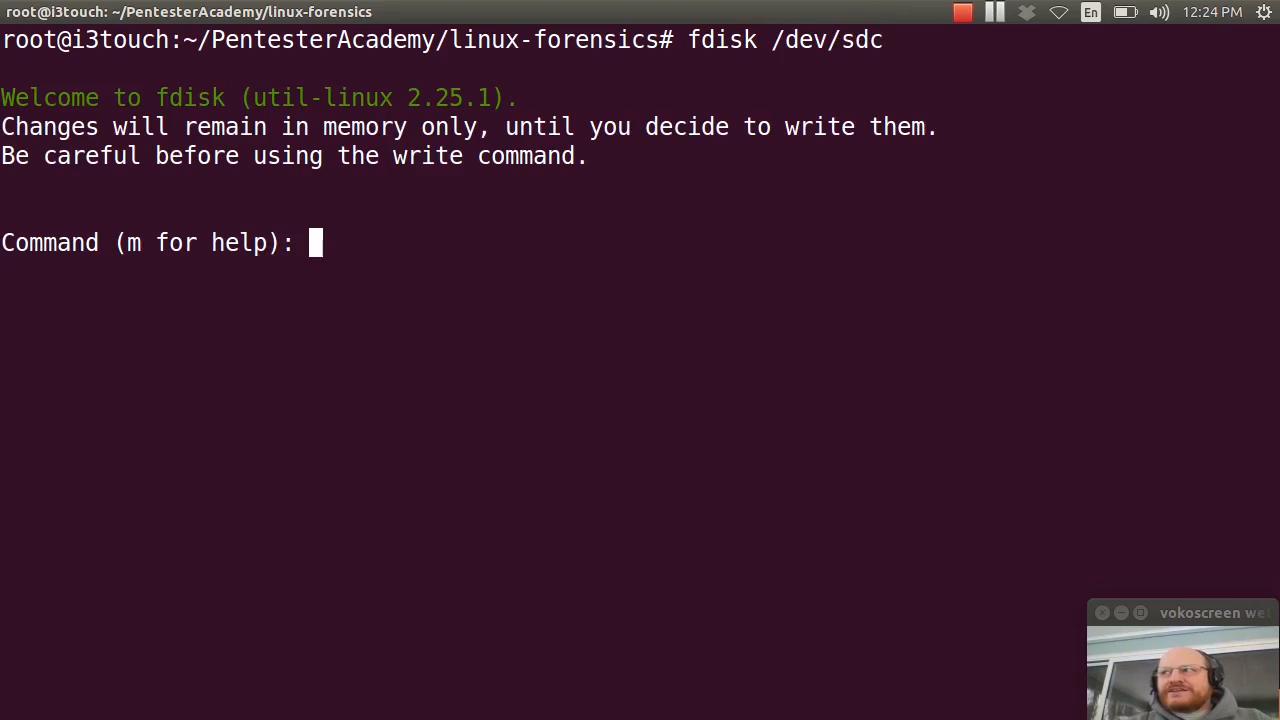 root@i3touch: ~/PentesterAcademy/linux-forensics
En
12:24 PM
root@i3touch:~/PentesterAcademy/linux-forensics# fdisk /dev/sdc
Welcome to fdisk (util-linux 2.25.1).
Changes will remain in memory only, until you decide to write them.
Be careful before using the write command.
Command (m for help):
vokoscreen we